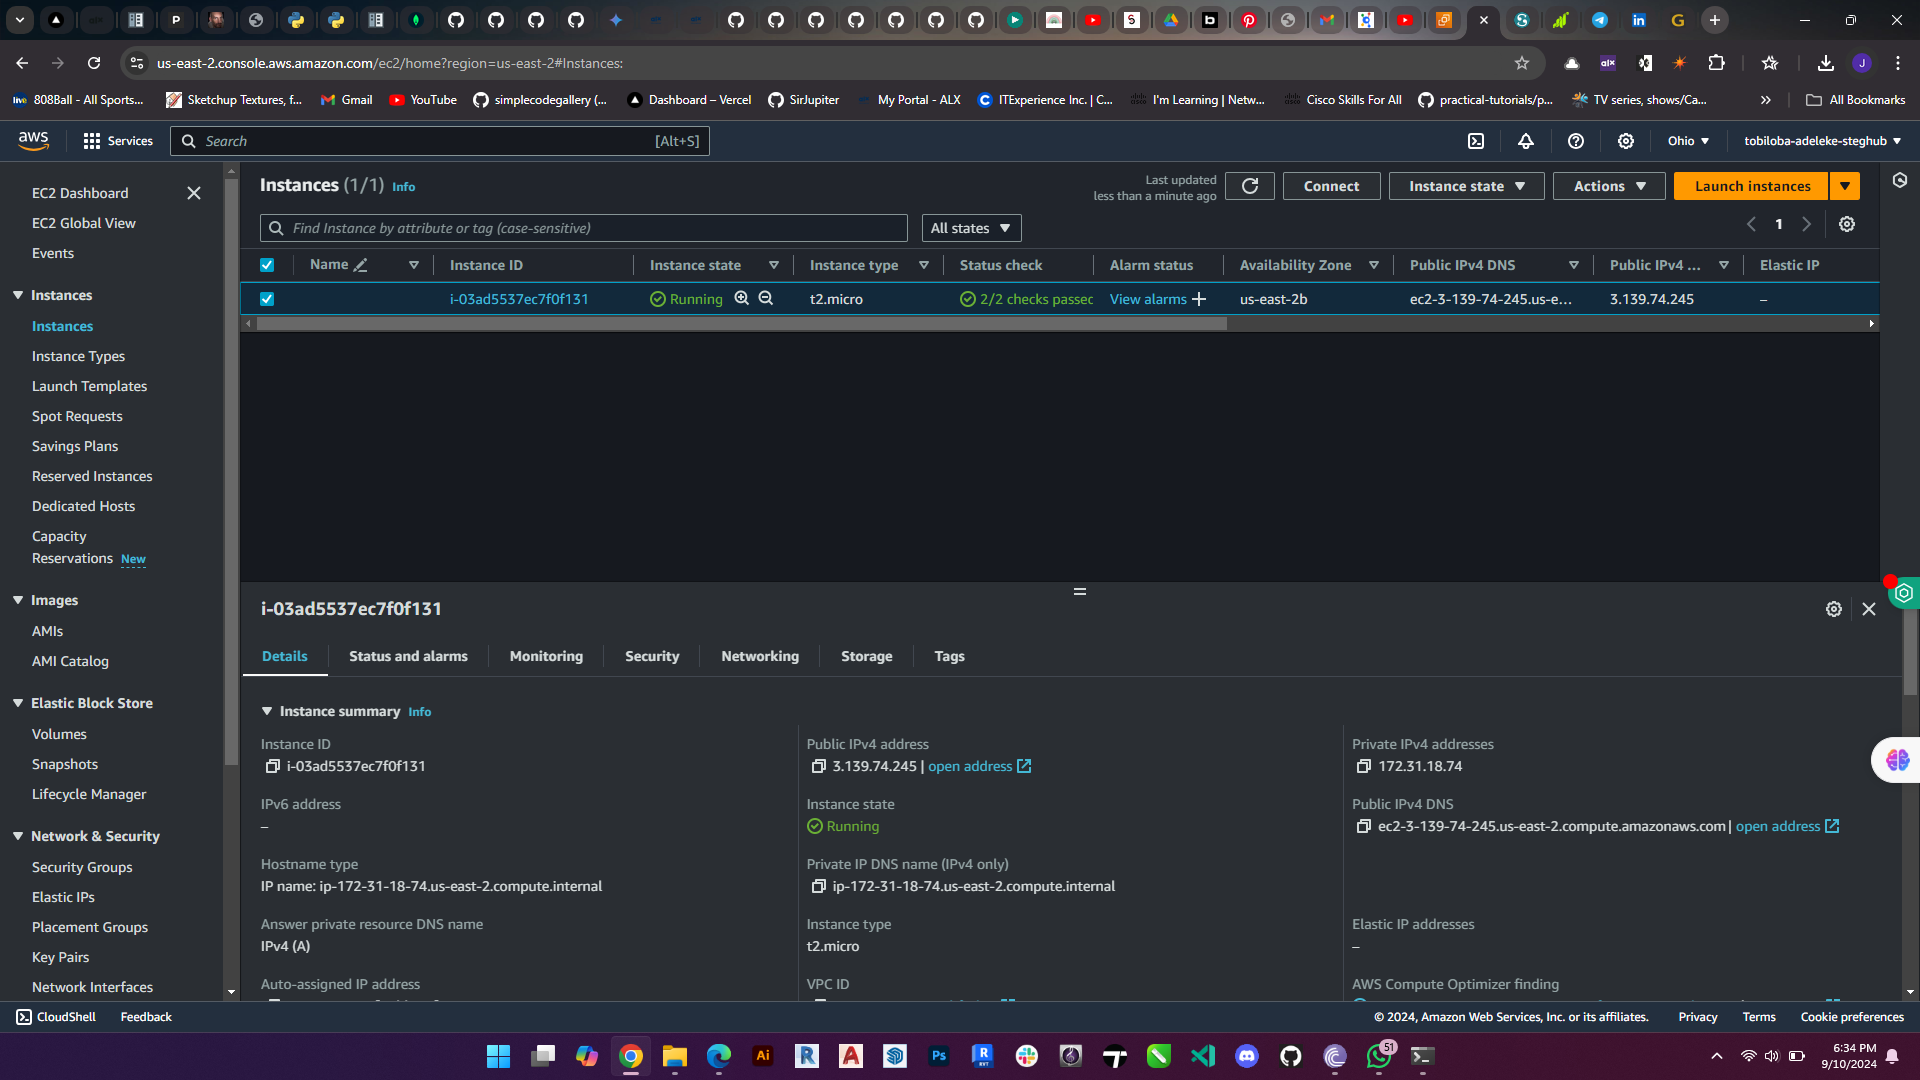 us-east-2.console.aws.amazon.com/ec2/home?region=us-east-2#Instances:
808Ball - All Sports... Sketchup Textures, f... Gmail YouTube simplecodegallery (... Dashboard – Vercel SirJupiter My Portal - ALX ITExperience Inc. | C... I'm Learning | Netw... Cisco Skills For All practical-tutorials/p... TV series, shows/Ca... All Bookmarks
aws Services Search [Alt+S] Ohio tobiloba-adeleke-steghub
EC2 Dashboard
EC2 Global View
Events
Instances
Instances
Instance Types
Launch Templates
Spot Requests
Savings Plans
Reserved Instances
Dedicated Hosts
Capacity
Reservations New
Images
AMIs
AMI Catalog
Elastic Block Store
Volumes
Snapshots
Lifecycle Manager
Network & Security
Security Groups
Elastic IPs
Placement Groups
Key Pairs
Network Interfaces
Instances (1/1) Info
Last updated
less than a minute ago
Connect Instance state Actions Launch instances
Find Instance by attribute or tag (case-sensitive) All states 1
Name Instance ID Instance state Instance type Status check Alarm status Availability Zone Public IPv4 DNS Public IPv4 ... Elastic IP
i-03ad5537ec7f0f131 Running t2.micro 2/2 checks passec View alarms us-east-2b ec2-3-139-74-245.us-e... 3.139.74.245 –
i-03ad5537ec7f0f131
Details Status and alarms Monitoring Security Networking Storage Tags
Instance summary Info
Instance ID
i-03ad5537ec7f0f131
Public IPv4 address
3.139.74.245 | open address
Private IPv4 addresses
172.31.18.74
IPv6 address
–
Instance state
Running
Public IPv4 DNS
ec2-3-139-74-245.us-east-2.compute.amazonaws.com | open address
Hostname type
IP name: ip-172-31-18-74.us-east-2.compute.internal
Private IP DNS name (IPv4 only)
ip-172-31-18-74.us-east-2.compute.internal
Answer private resource DNS name
IPv4 (A)
Instance type
t2.micro
Elastic IP addresses
–
Auto-assigned IP address
VPC ID
AWS Compute Optimizer finding
CloudShell Feedback © 2024, Amazon Web Services, Inc. or its affiliates. Privacy Terms Cookie preferences
51
6:34 PM
9/10/2024